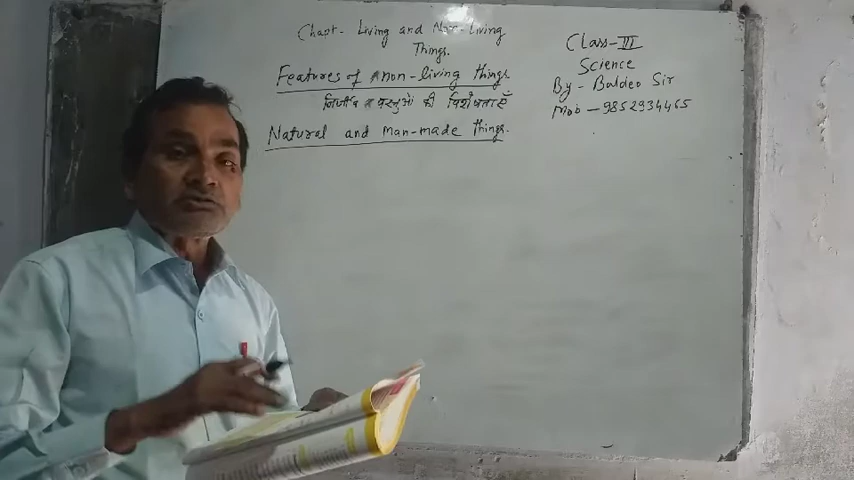 Chapt- Living and Non-Living
Things.
Features of non-living things.
निर्जीव वस्तुओं की विशेषताएँ
Natural and man-made things.
Class-III
Science
By- Baldeo Sir
Mob-9852934465